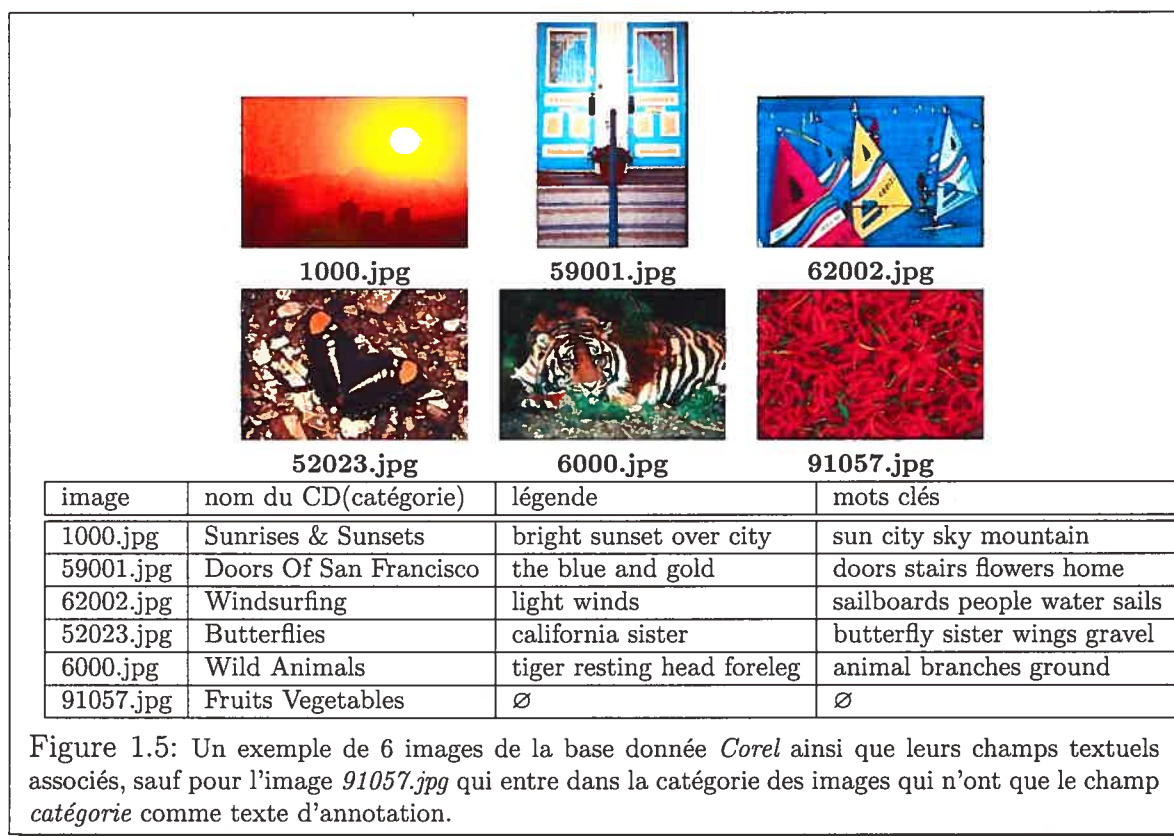 1000.jpg 59001.jpg 62002.jpg
52023.jpg 6000.jpg 91057.jpg
image nom du CD(catégorie) légende mots clés
1000.jpg Sunrises & Sunsets bright sunset over city sun city sky mountain
59001.jpg Doors Of San Francisco the blue and gold doors stairs flowers home
62002.jpg Windsurfing light winds sailboards people water sails
52023.jpg Butterflies california sister butterfly sister wings gravel
6000.jpg Wild Animals tiger resting head foreleg animal branches ground
91057.jpg Fruits Vegetables ∅ ∅
Figure 1.5: Un exemple de 6 images de la base donnée Corel ainsi que leurs champs textuels
associés, sauf pour l'image 91057.jpg qui entre dans la catégorie des images qui n'ont que le champ
catégorie comme texte d'annotation.